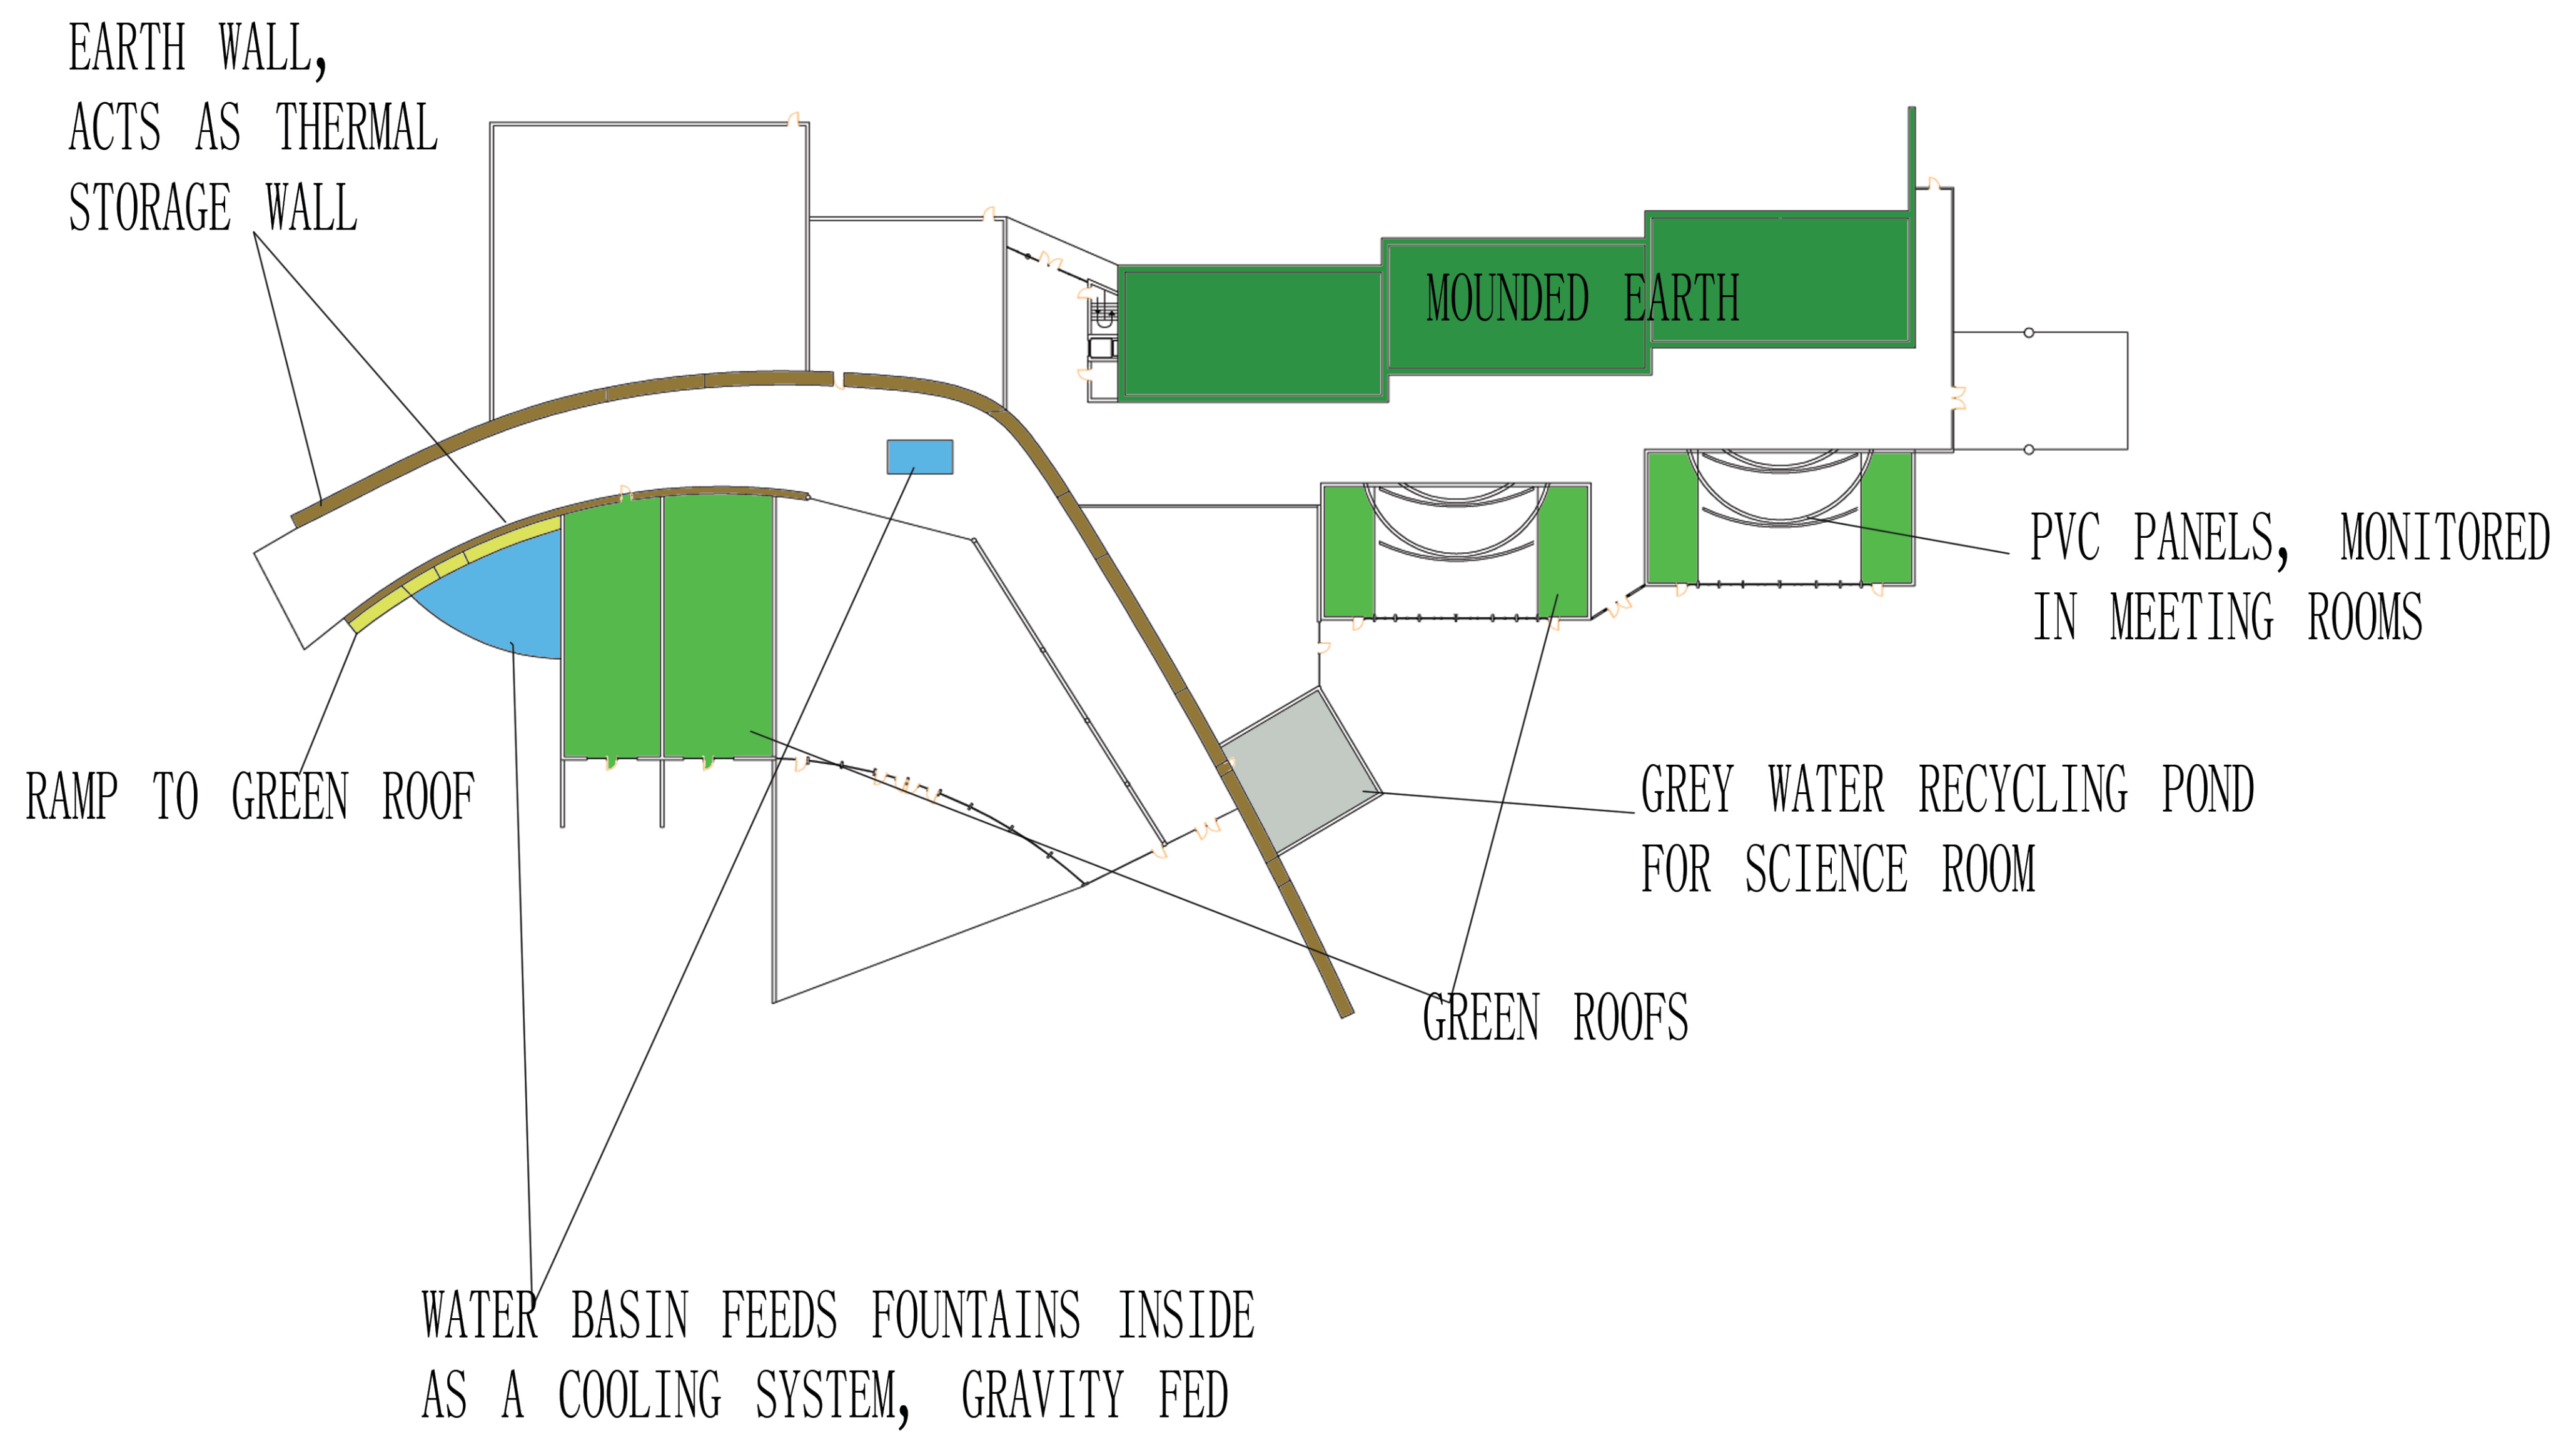 EARTH WALL,
ACTS AS THERMAL
STORAGE WALL
MOUNDED EARTH
PVC PANELS, MONITORED
IN MEETING ROOMS
RAMP TO GREEN ROOF
GREY WATER RECYCLING POND
FOR SCIENCE ROOM
GREEN ROOFS
WATER BASIN FEEDS FOUNTAINS INSIDE
AS A COOLING SYSTEM, GRAVITY FED